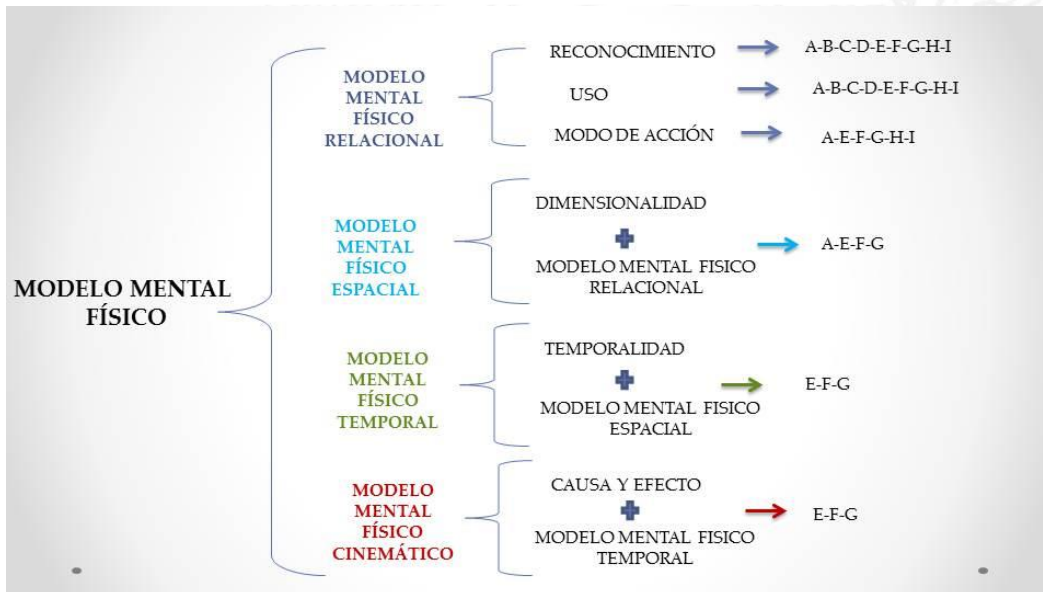 MODELO MENTAL
FÍSICO
MODELO
MENTAL
FÍSICO
RELACIONAL
RECONOCIMIENTO
A-B-C-D-E-F-G-H-I
USO
A-B-C-D-E-F-G-H-I
MODO DE ACCIÓN
A-E-F-G-H-I
MODELO
MENTAL
FÍSICO
ESPACIAL
DIMENSIONALIDAD
MODELO MENTAL FISICO
RELACIONAL
A-E-F-G
MODELO
MENTAL
FÍSICO
TEMPORAL
TEMPORALIDAD
MODELO MENTAL FISICO
ESPACIAL
E-F-G
MODELO
MENTAL
FÍSICO
CINEMÁTICO
CAUSA Y EFECTO
MODELO MENTAL FISICO
TEMPORAL
E-F-G